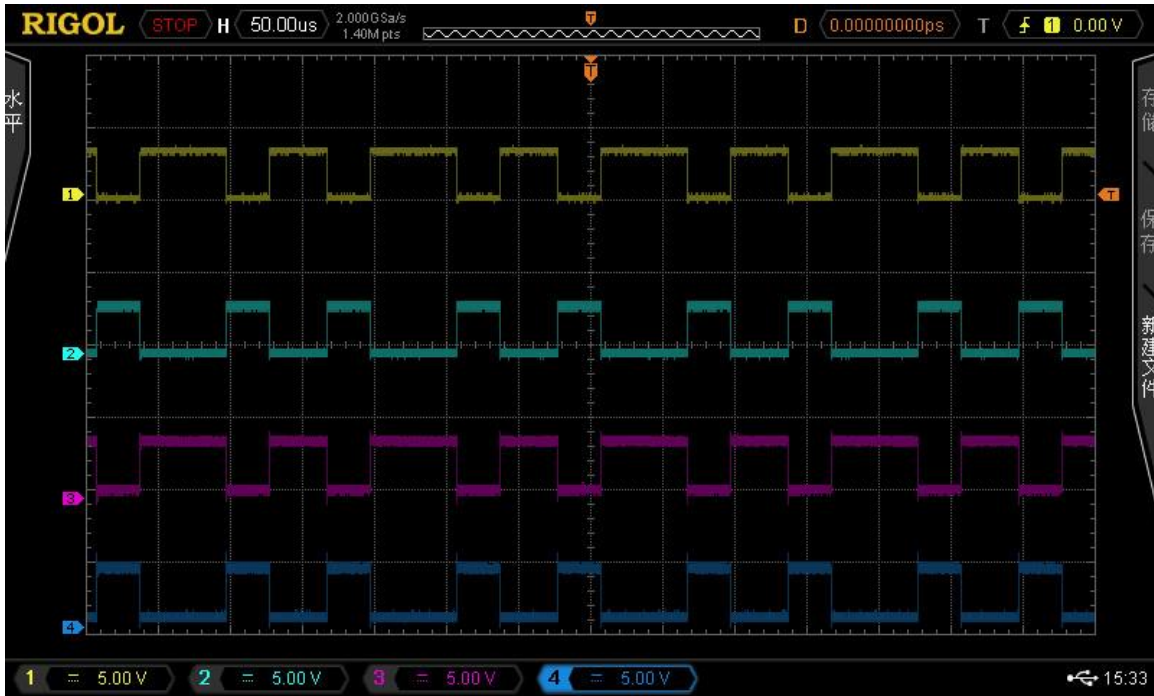 RIGOL STOP H 50.00us 2.000GSa/s D 0.00000000ps T 1 0.00 V
1.40M pts
T
T
水平
存储
1
T
保存
2
新建文件
3
4
1 = 5.00 V 2 = 5.00 V 3 = 5.00 V 4 = 5.00 V 15:33